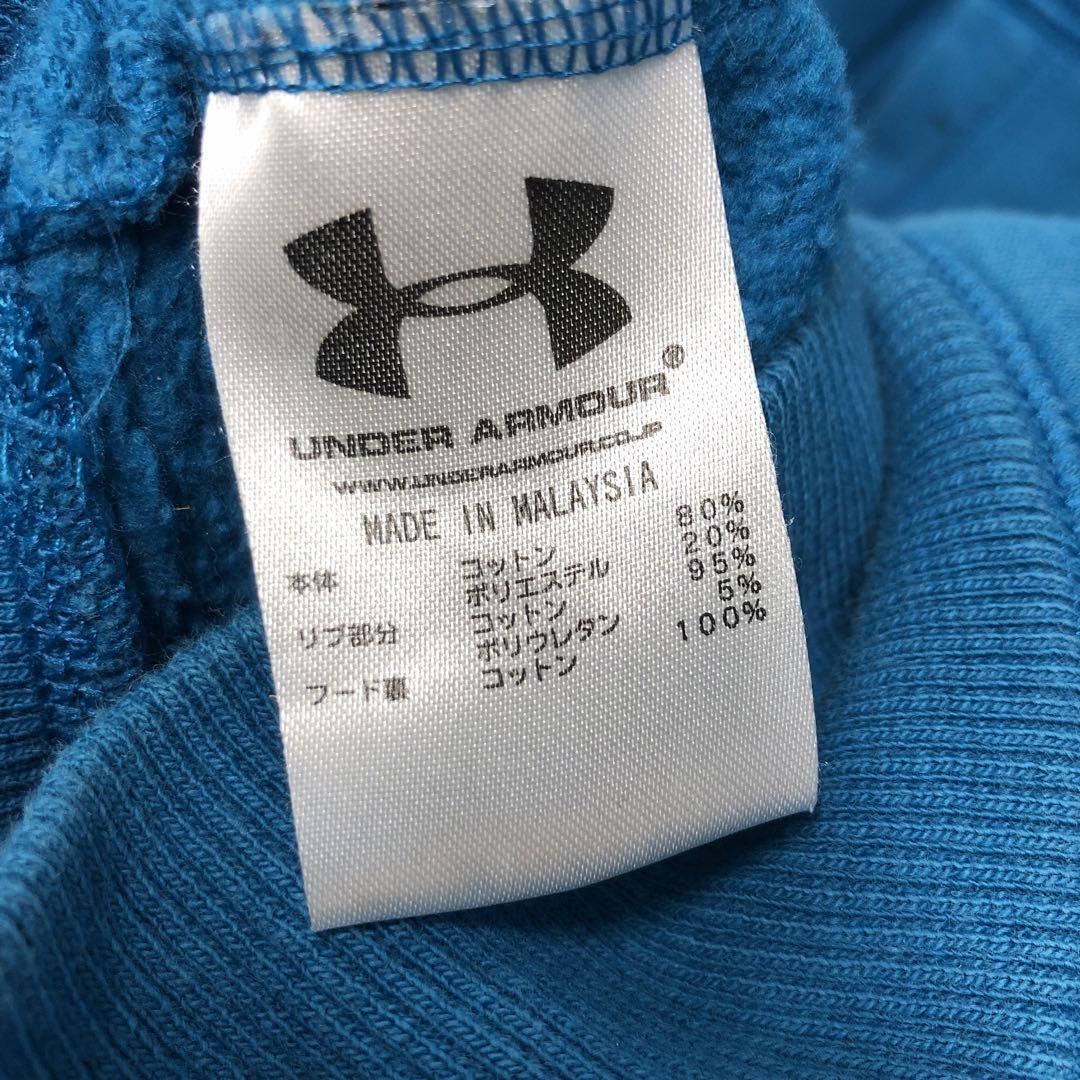 UNDER ARMOUR®
WWW.UNDERARMOUR.CO.JP
MADE IN MALAYSIA
本体 コットン 80%
ポリエステル 20%
リブ部分 コットン 95%
ポリウレタン 5%
フード裏 コットン 100%